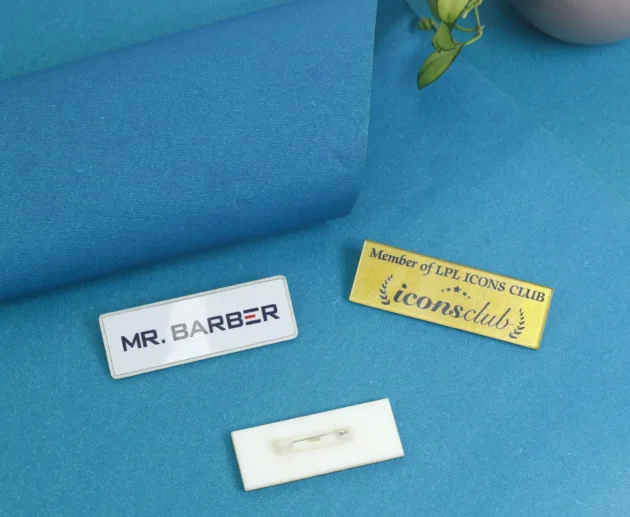 MR. BARBER
Member of LPL ICONS CLUB
iconsclub